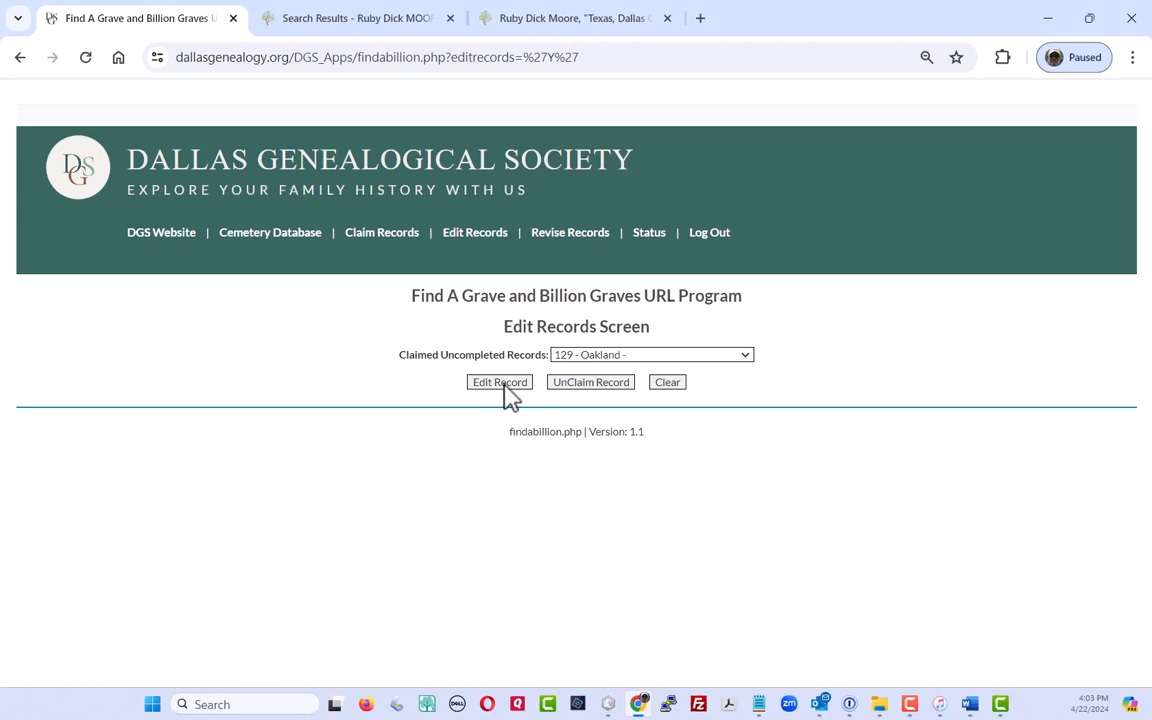 Find A Grave and Billion Graves U
Search Results - Ruby Dick MOOR
Ruby Dick Moore, "Texas, Dallas C
dallasgenealogy.org/DGS_Apps/findabillion.php?editrecords=%27Y%27
Paused
DGS
DALLAS GENEALOGICAL SOCIETY
EXPLORE YOUR FAMILY HISTORY WITH US
DGS Website | Cemetery Database | Claim Records | Edit Records | Revise Records | Status | Log Out
Find A Grave and Billion Graves URL Program
Edit Records Screen
Claimed Uncompleted Records: 129 - Oakland -
Edit Record UnClaim Record Clear
findabillion.php | Version: 1.1
Search
4:03 PM
4/22/2024